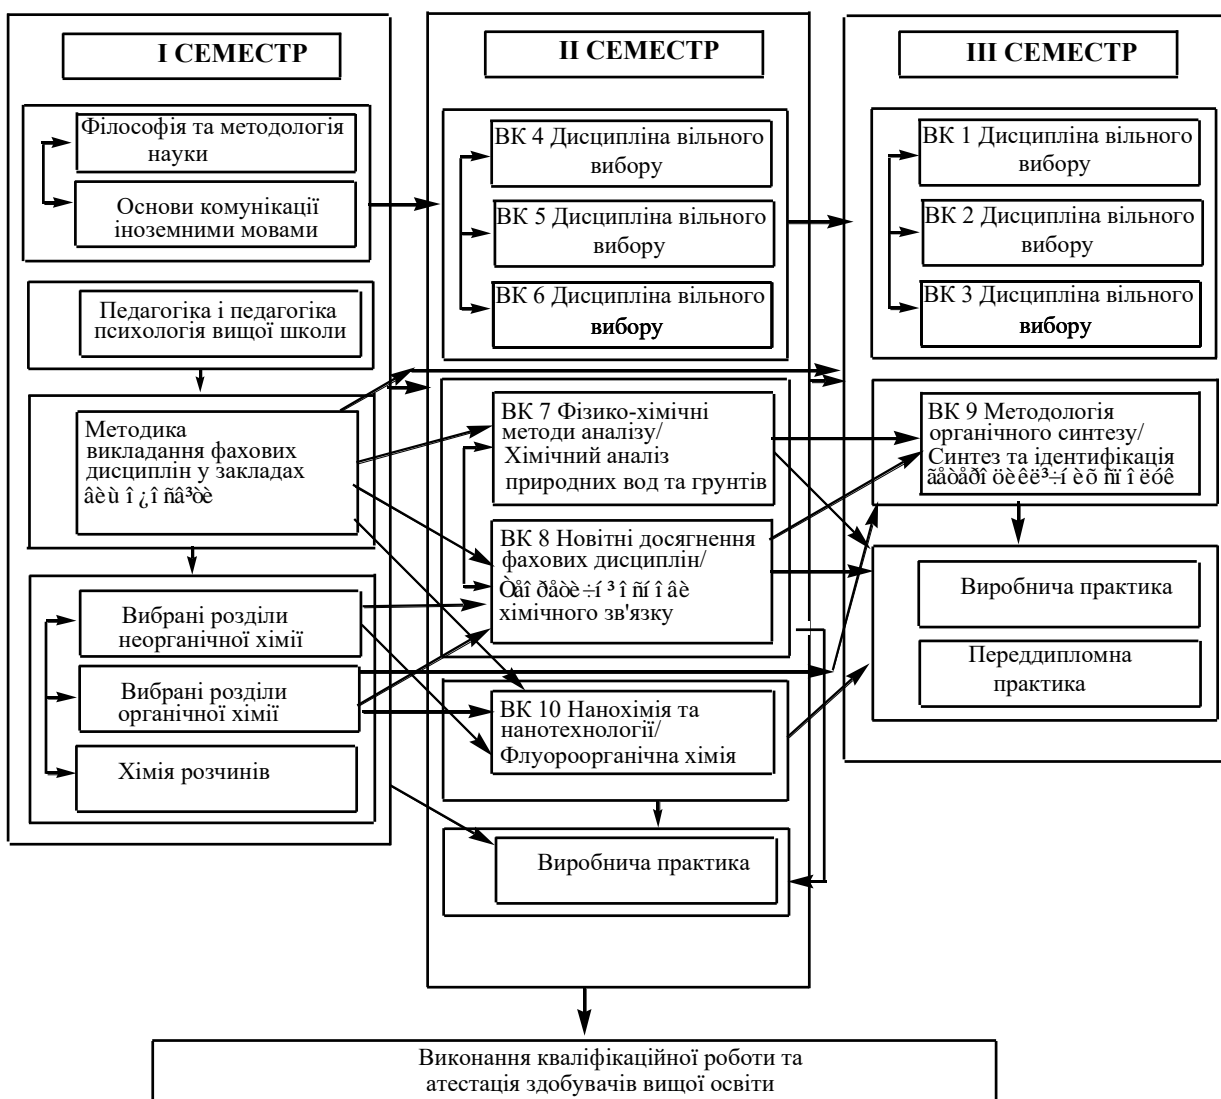 I СЕМЕСТР
Філософія та методологія
науки
Основи комунікації
іноземними мовами
Педагогіка і педагогіка
психологія вищої школи
Методика
викладання фахових
дисциплін у закладах
âèù î ¿ î ñâ³òè
Вибрані розділи
неорганічної хімії
Вибрані розділи
органічної хімії
Хімія розчинів
II СЕМЕСТР
ВК 4 Дисципліна вільного
вибору
ВК 5 Дисципліна вільного
вибору
ВК 6 Дисципліна вільного
вибору
ВК 7 Фізико-хімічні
методи аналізу/
Хімічний аналіз
природних вод та грунтів
ВК 8 Новітні досягнення
фахових дисциплін/
Òåî ðåòè÷í ³ î ñí î âè
хімічного зв'язку
ВК 10 Нанохімія та
нанотехнології/
Флуороорганічна хімія
Виробнича практика
III СЕМЕСТР
ВК 1 Дисципліна вільного
вибору
ВК 2 Дисципліна вільного
вибору
ВК 3 Дисципліна вільного
вибору
ВК 9 Методологія
органічного синтезу/
Синтез та ідентифікація
ãåòåðî öèêë³÷í èõ ñï î ëóê
Виробнича практика
Переддипломна
практика
Виконання кваліфікаційної роботи та
атестація здобувачів вищої освіти